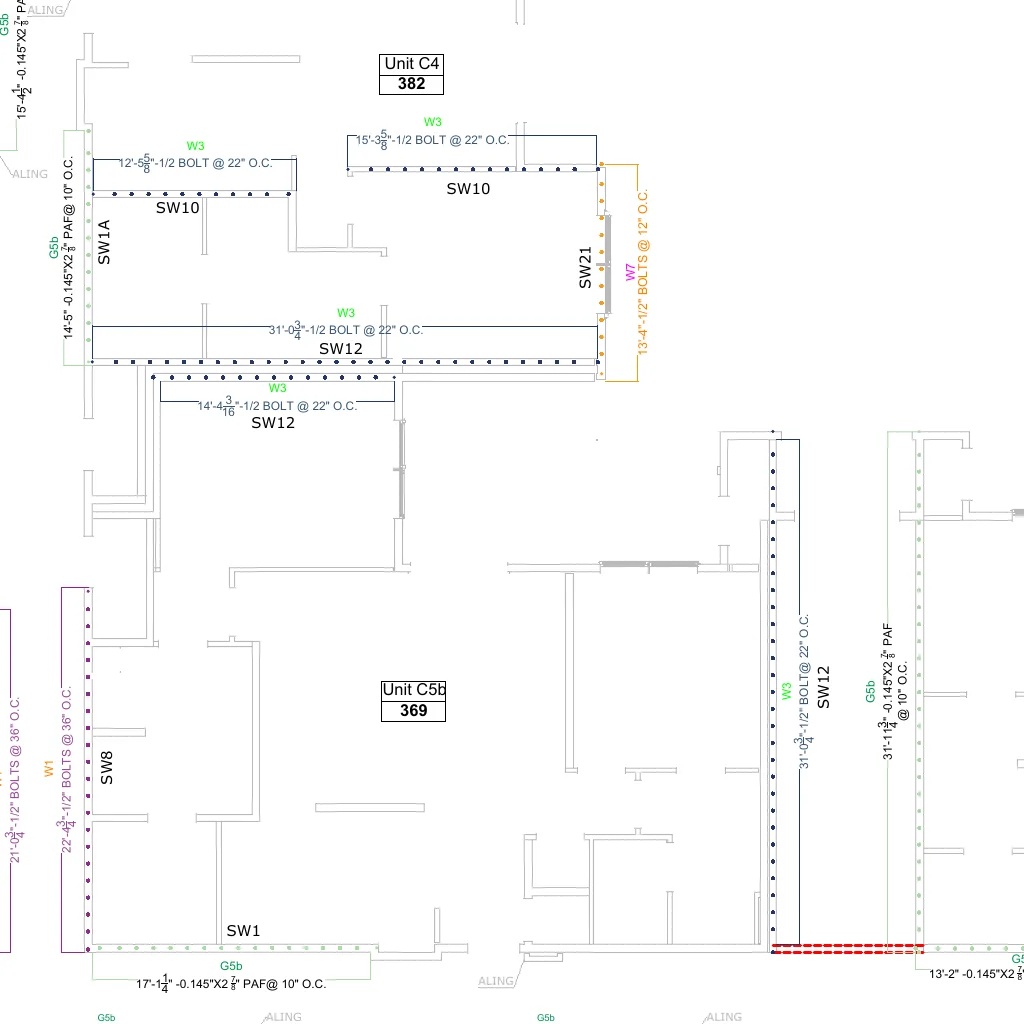 ALING
G5b
15'-4 1/2" -0.145"X2 7/8" PA
Unit C4
382
W3
15'-3 5/8"-1/2 BOLT @ 22" O.C.
W3
12'-5 5/8"-1/2 BOLT @ 22" O.C.
ALING
SW10
SW10
G5b
14'-5" -0.145"X2 7/8" PAF@ 10" O.C.
SW1A
SW21
W7
13'-4"-1/2" BOLTS @ 12" O.C.
W3
31'-0 3/4"-1/2 BOLT @ 22" O.C.
SW12
W3
14'-4 3/16"-1/2 BOLT @ 22" O.C.
SW12
21'-0 3/4"-1/2" BOLTS @ 36" O.C.
W1
22'-4 3/4"-1/2" BOLTS @ 36" O.C.
SW8
Unit C5b
369
W3
31'-0 3/4"-1/2" BOLT@ 22" O.C.
SW12
G5b
31'-11 3/4" -0.145"X2 7/8" PAF
@ 10" O.C.
SW1
G5b
17'-1 1/4" -0.145"X2 7/8" PAF@ 10" O.C.
ALING
13'-2" -0.145"X2 7/8"
G5b
ALING
G5b
ALING